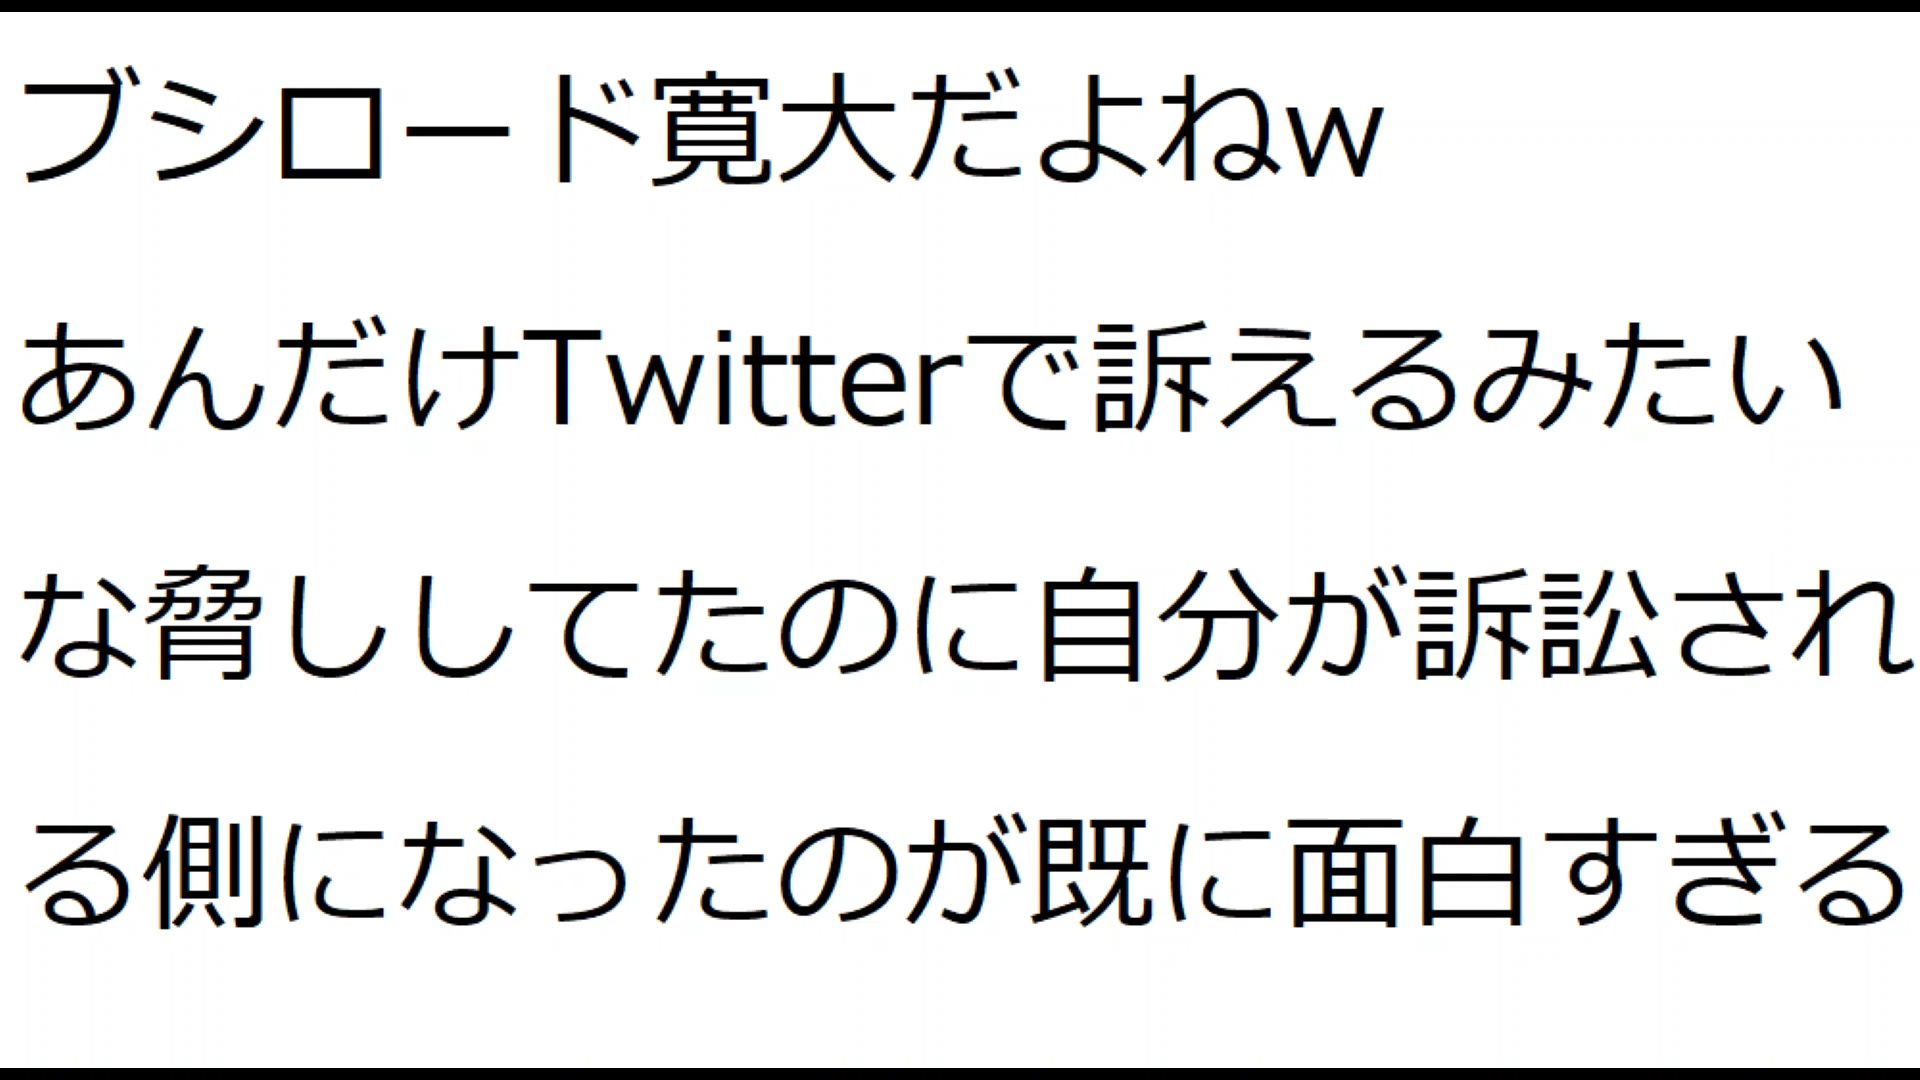 ブシロード寛大だよねw
あんだけTwitterで訴えるみたい
な脅ししてたのに自分が訴訟され
る側になったのが既に面白すぎる